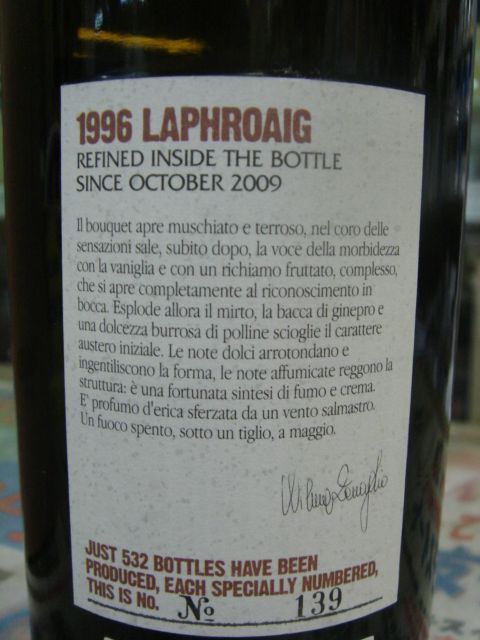 1996 LAPHROAIG
REFINED INSIDE THE BOTTLE
SINCE OCTOBER 2009
Il bouquet apre muschiato e terroso, nel coro delle
sensazioni sale, subito dopo, la voce della morbidezza
con la vaniglia e con un richiamo fruttato, complesso,
che si apre completamente al riconoscimento in
bocca. Esplode allora il mirto, la bacca di ginepro e
una dolcezza burrosa di polline scioglie il carattere
austero iniziale. Le note dolci arrotondano e
ingentiliscono la forma, le note affumicate reggono la
struttura: è una fortunata sintesi di fumo e crema.
E' profumo d'erica sferzata da un vento salmastro.
Un fuoco spento, sotto un tiglio, a maggio.
JUST 532 BOTTLES HAVE BEEN
PRODUCED, EACH SPECIALLY NUMBERED,
THIS IS NO. No 139